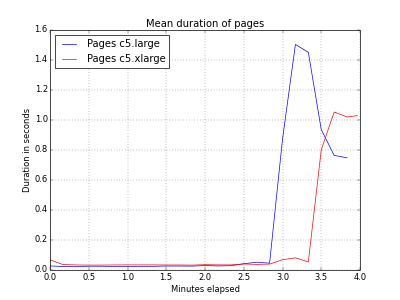 Mean duration of pages
1.6
1.4
1.2
1.0
0.8
0.6
0.4
0.2
0.0
Duration in seconds
Pages c5.large
Pages c5.xlarge
0.0 0.5 1.0 1.5 2.0 2.5 3.0 3.5 4.0
Minutes elapsed